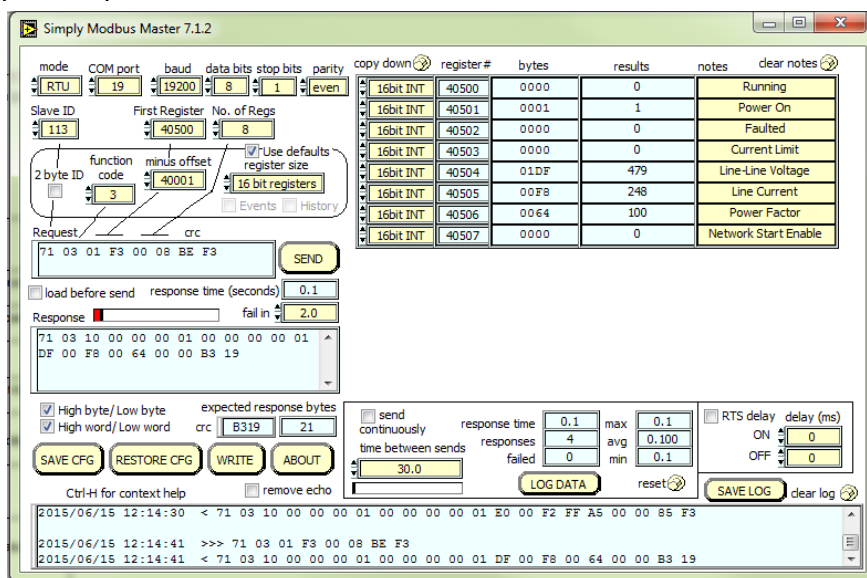 Simply Modbus Master 7.1.2
mode COM port baud data bits stop bits parity
RTU 19 19200 8 1 even
Slave ID First Register No. of Regs
113 40500 8
2 byte ID function code minus offset Use defaults register size
3 40001 16 bit registers
Events History
Request crc
71 03 01 F3 00 08 BE F3
SEND
load before send response time (seconds) 0.1
Response fail in 2.0
71 03 10 00 00 00 01 00 00 00 00 01
DF 00 F8 00 64 00 00 B3 19
High byte/Low byte expected response bytes
High word/Low word crc B319 21
SAVE CFG RESTORE CFG WRITE ABOUT
Ctrl-H for context help remove echo
copy down register # bytes results notes clear notes
16bit INT 40500 0000 0 Running
16bit INT 40501 0001 1 Power On
16bit INT 40502 0000 0 Faulted
16bit INT 40503 0000 0 Current Limit
16bit INT 40504 01DF 479 Line-Line Voltage
16bit INT 40505 00F8 248 Line Current
16bit INT 40506 0064 100 Power Factor
16bit INT 40507 0000 0 Network Start Enable
send continuously
time between sends
30.0
response time 0.1 max 0.1
responses 4 avg 0.100
failed 0 min 0.1
LOG DATA reset
RTS delay delay (ms)
ON 0
OFF 0
SAVE LOG clear log
2015/06/15 12:14:30 < 71 03 10 00 00 00 01 00 00 00 00 01 E0 00 F2 FF A5 00 00 85 F3
2015/06/15 12:14:41 >>> 71 03 01 F3 00 08 BE F3
2015/06/15 12:14:41 < 71 03 10 00 00 00 01 00 00 00 00 01 DF 00 F8 00 64 00 00 B3 19